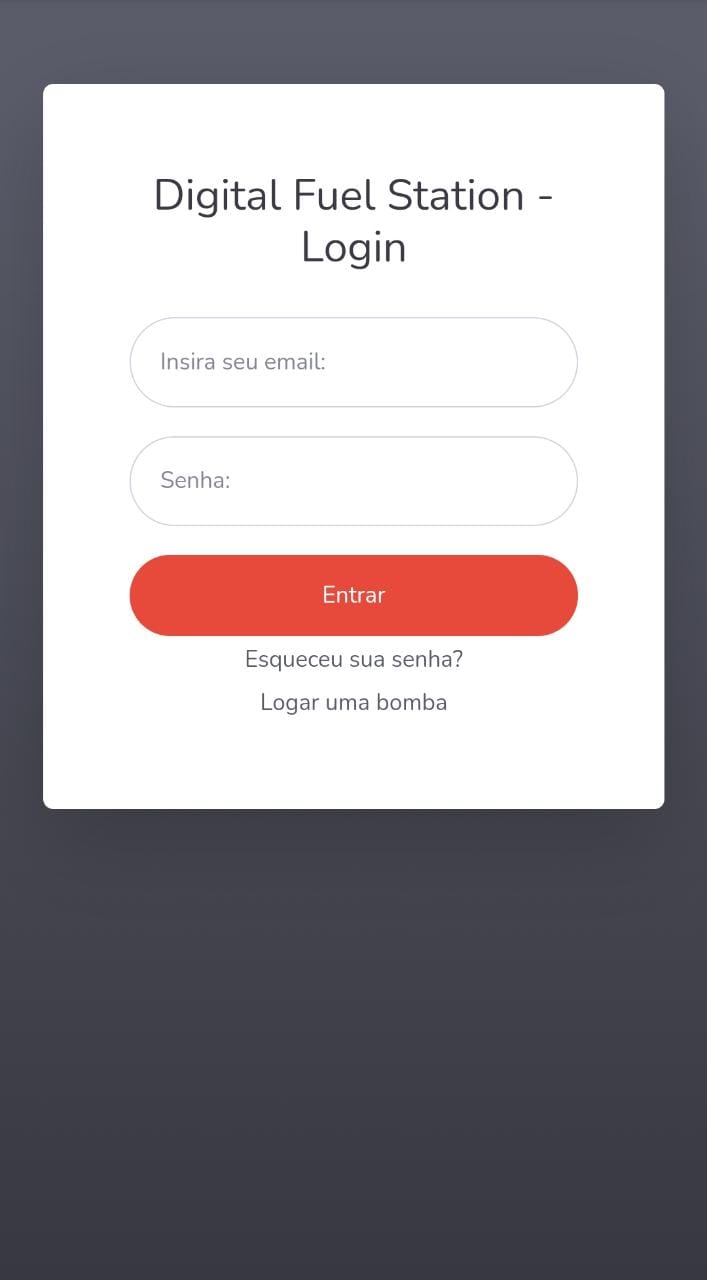 Digital Fuel Station -
Login
Insira seu email:
Senha:
Entrar
Esqueceu sua senha?
Logar uma bomba